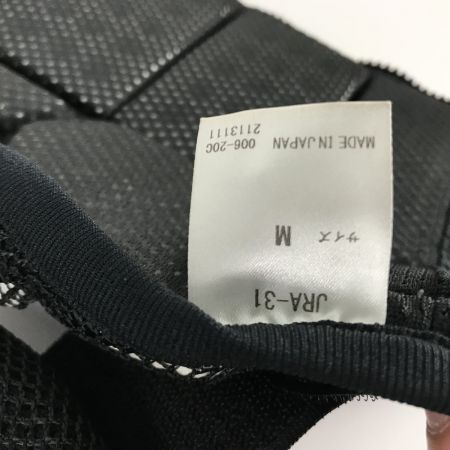 JRA-31
サイズ M
MADE IN JAPAN
006-20C
2113111